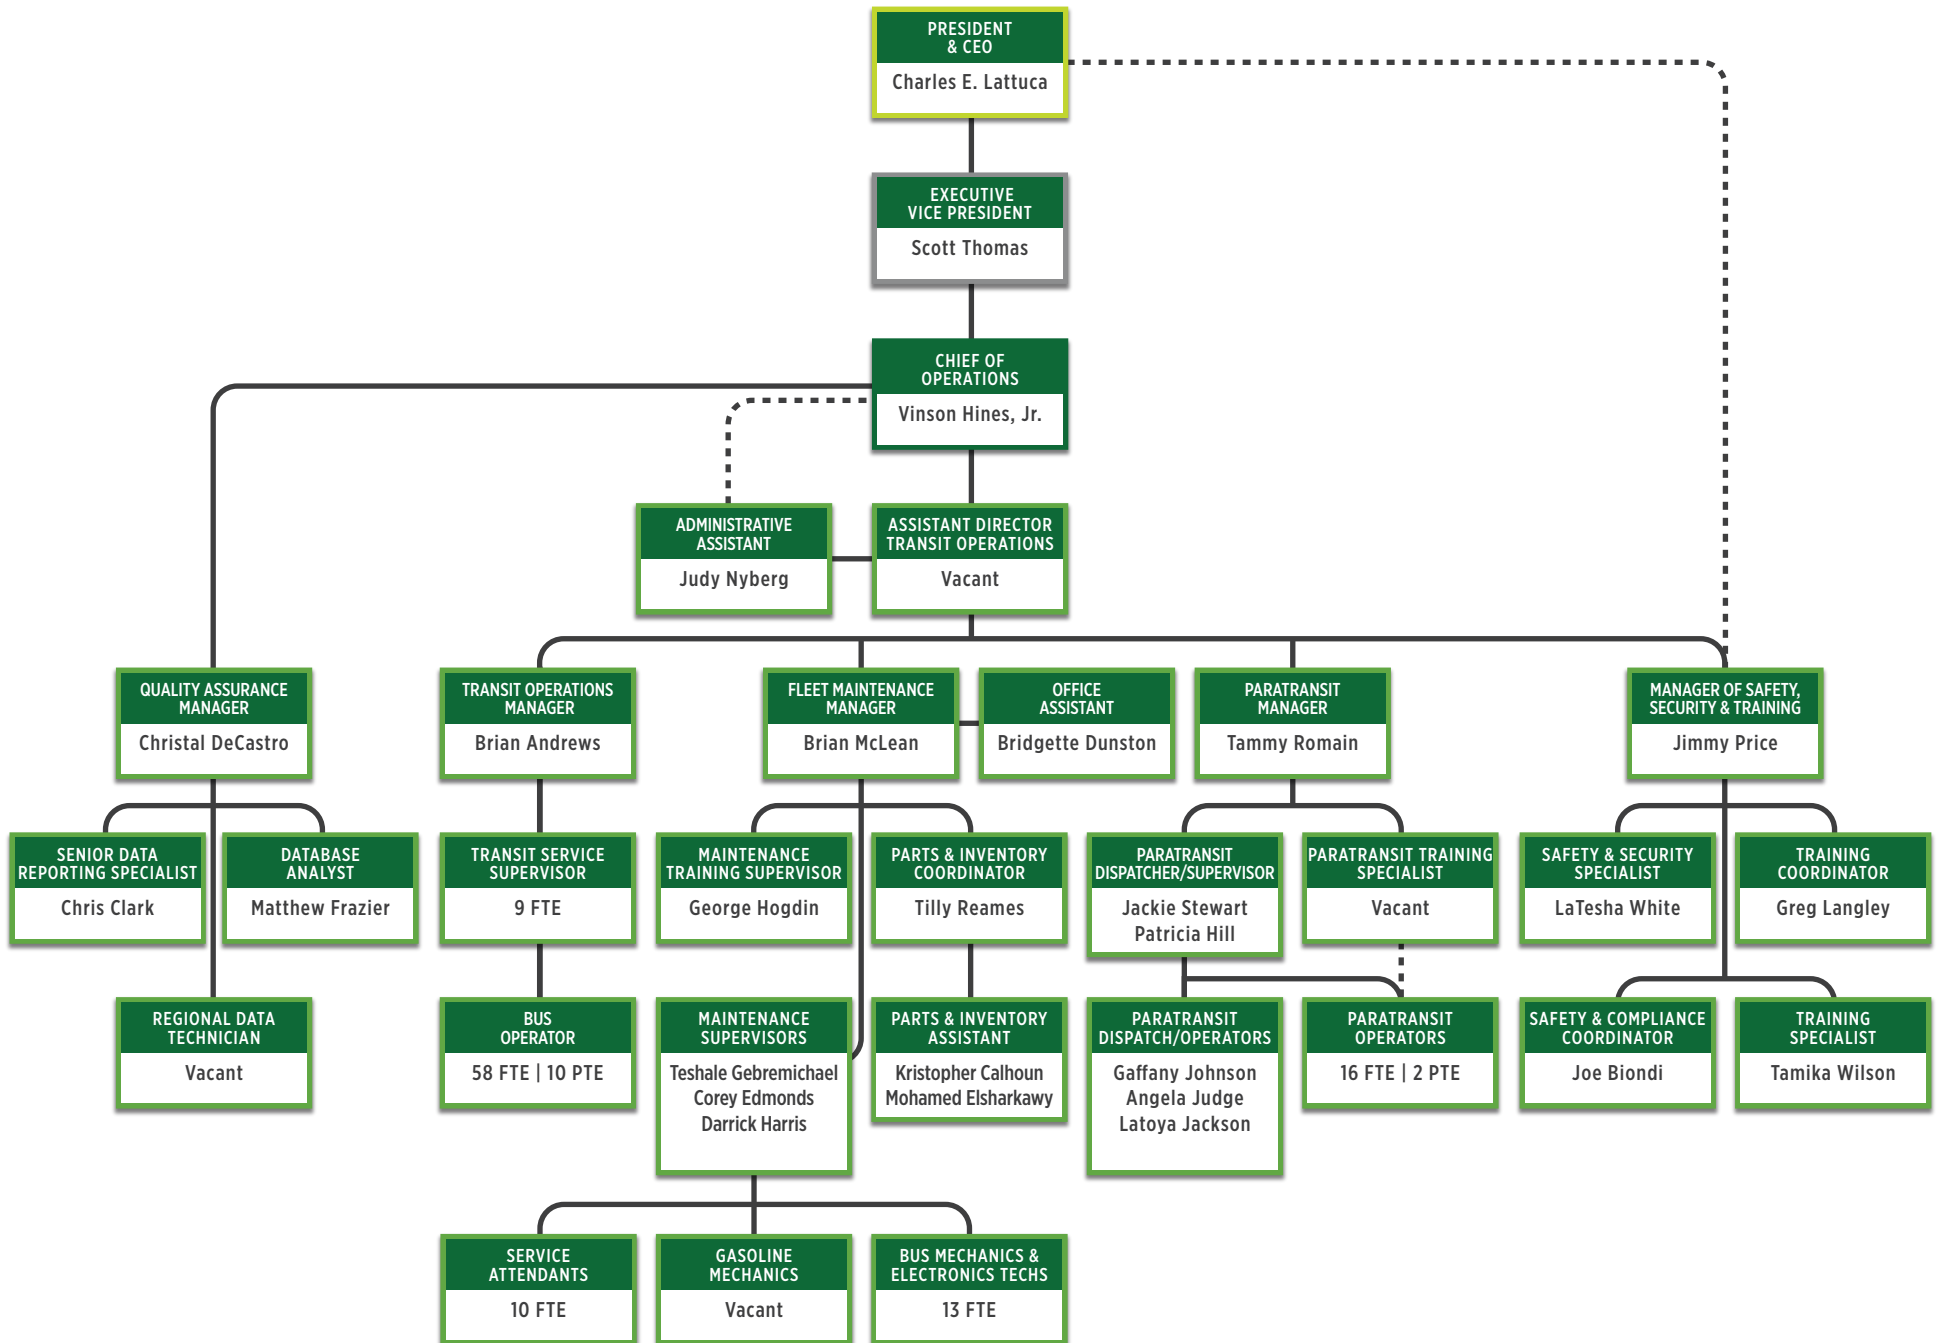 PRESIDENT
& CEO
Charles E. Lattuca
EXECUTIVE
VICE PRESIDENT
Scott Thomas
CHIEF OF
OPERATIONS
Vinson Hines, Jr.
ADMINISTRATIVE
ASSISTANT
Judy Nyberg
ASSISTANT DIRECTOR
TRANSIT OPERATIONS
Vacant
QUALITY ASSURANCE
MANAGER
Christal DeCastro
TRANSIT OPERATIONS
MANAGER
Brian Andrews
FLEET MAINTENANCE
MANAGER
Brian McLean
OFFICE
ASSISTANT
Bridgette Dunston
PARATRANSIT
MANAGER
Tammy Romain
MANAGER OF SAFETY,
SECURITY & TRAINING
Jimmy Price
SENIOR DATA
REPORTING SPECIALIST
Chris Clark
DATABASE
ANALYST
Matthew Frazier
TRANSIT SERVICE
SUPERVISOR
9 FTE
MAINTENANCE
TRAINING SUPERVISOR
George Hogdin
PARTS & INVENTORY
COORDINATOR
Tilly Reames
PARATRANSIT
DISPATCHER/SUPERVISOR
Jackie Stewart
Patricia Hill
PARATRANSIT TRAINING
SPECIALIST
Vacant
SAFETY & SECURITY
SPECIALIST
LaTesha White
TRAINING
COORDINATOR
Greg Langley
REGIONAL DATA
TECHNICIAN
Vacant
BUS
OPERATOR
58 FTE | 10 PTE
MAINTENANCE
SUPERVISORS
Teshale Gebremichael
Corey Edmonds
Darrick Harris
PARTS & INVENTORY
ASSISTANT
Kristopher Calhoun
Mohamed Elsharkawy
PARATRANSIT
DISPATCH/OPERATORS
Gaffany Johnson
Angela Judge
Latoya Jackson
PARATRANSIT
OPERATORS
16 FTE | 2 PTE
SAFETY & COMPLIANCE
COORDINATOR
Joe Biondi
TRAINING
SPECIALIST
Tamika Wilson
SERVICE
ATTENDANTS
10 FTE
GASOLINE
MECHANICS
Vacant
BUS MECHANICS &
ELECTRONICS TECHS
13 FTE